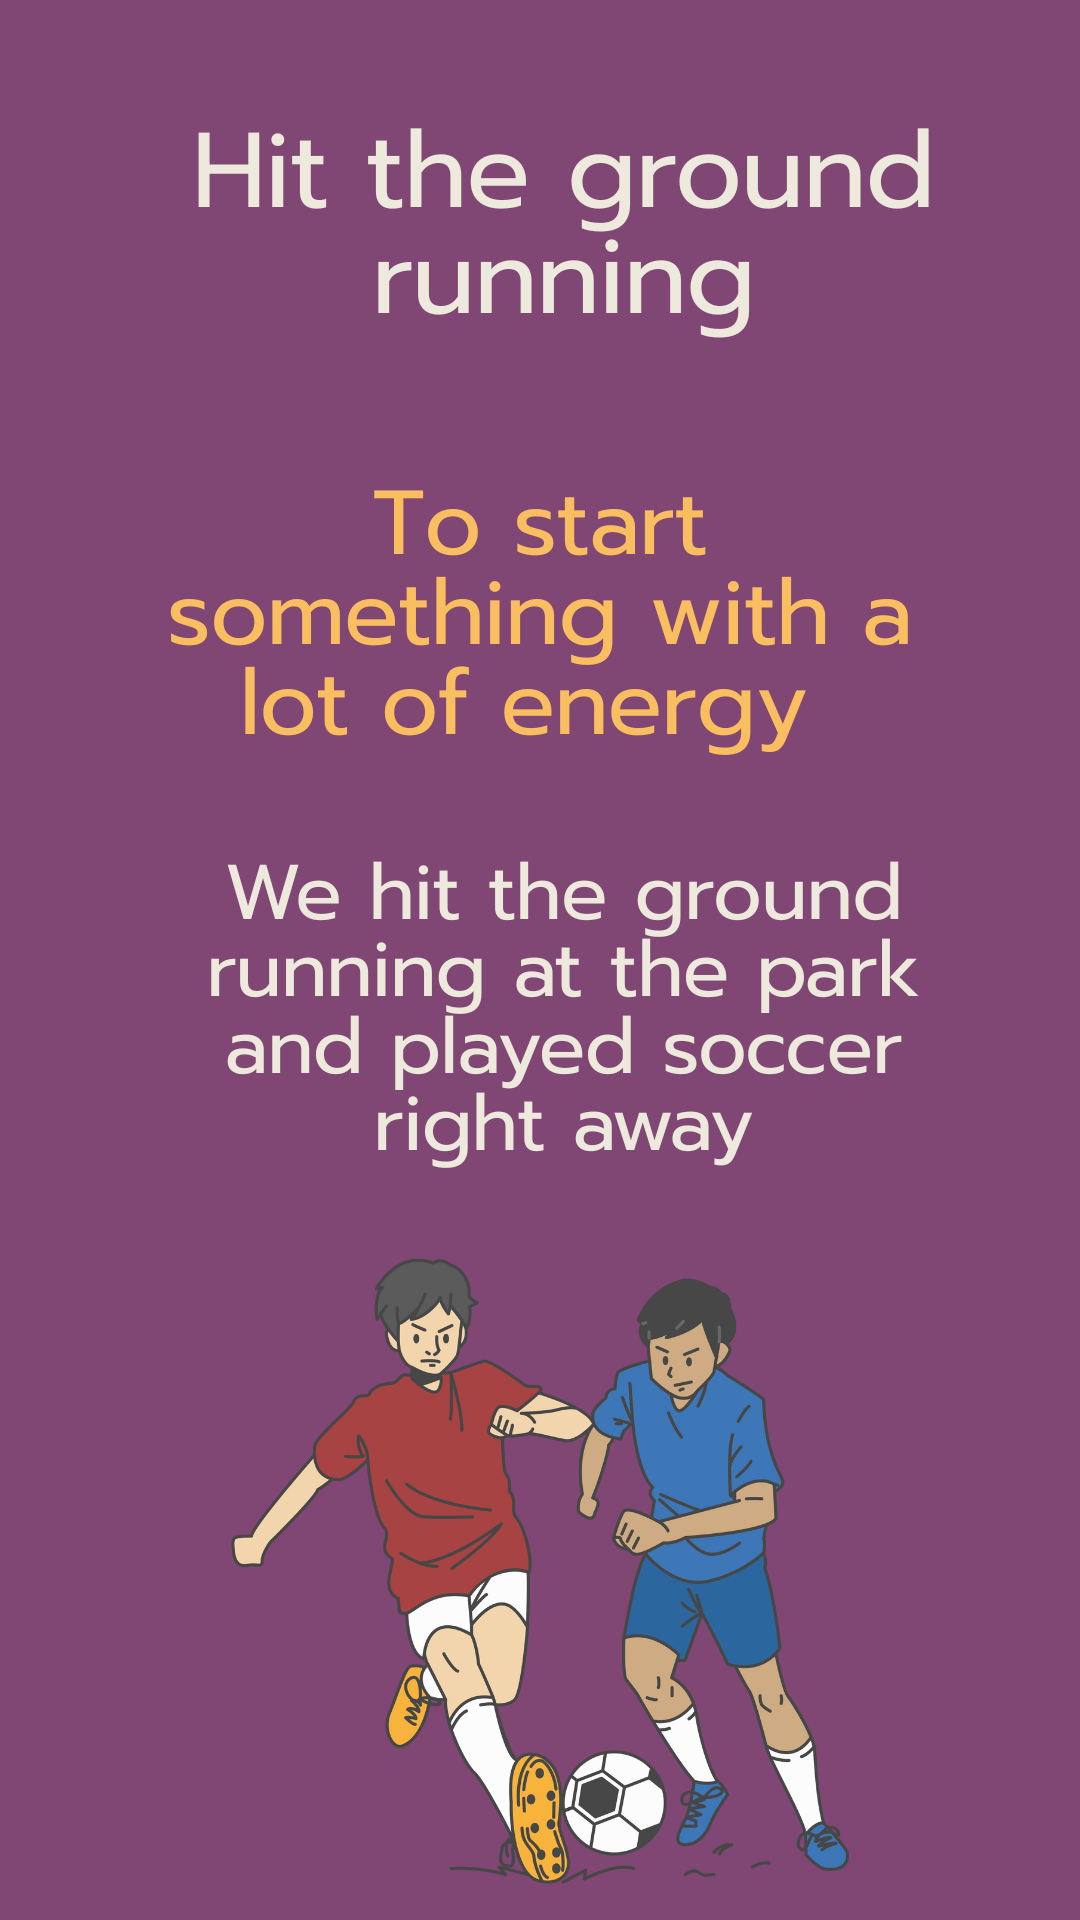 Hit the ground
running
To start
something with a
lot of energy
We hit the ground
running at the park
and played soccer
right away